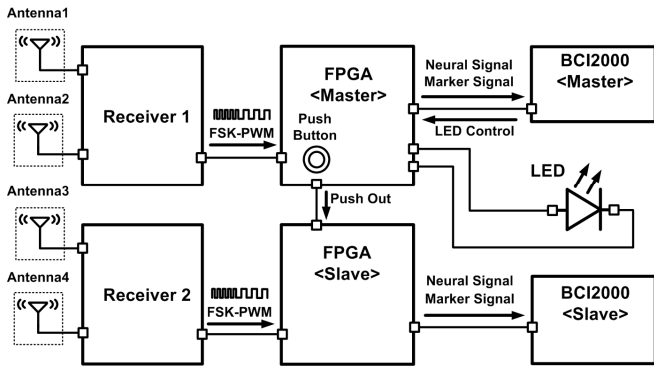 Antenna1
Antenna2
Receiver 1
FSK-PWM
FPGA
<Master>
Push
Button
Neural Signal
Marker Signal
LED Control
BCI2000
<Master>
LED
Push Out
Antenna3
Antenna4
Receiver 2
FSK-PWM
FPGA
<Slave>
Neural Signal
Marker Signal
BCI2000
<Slave>